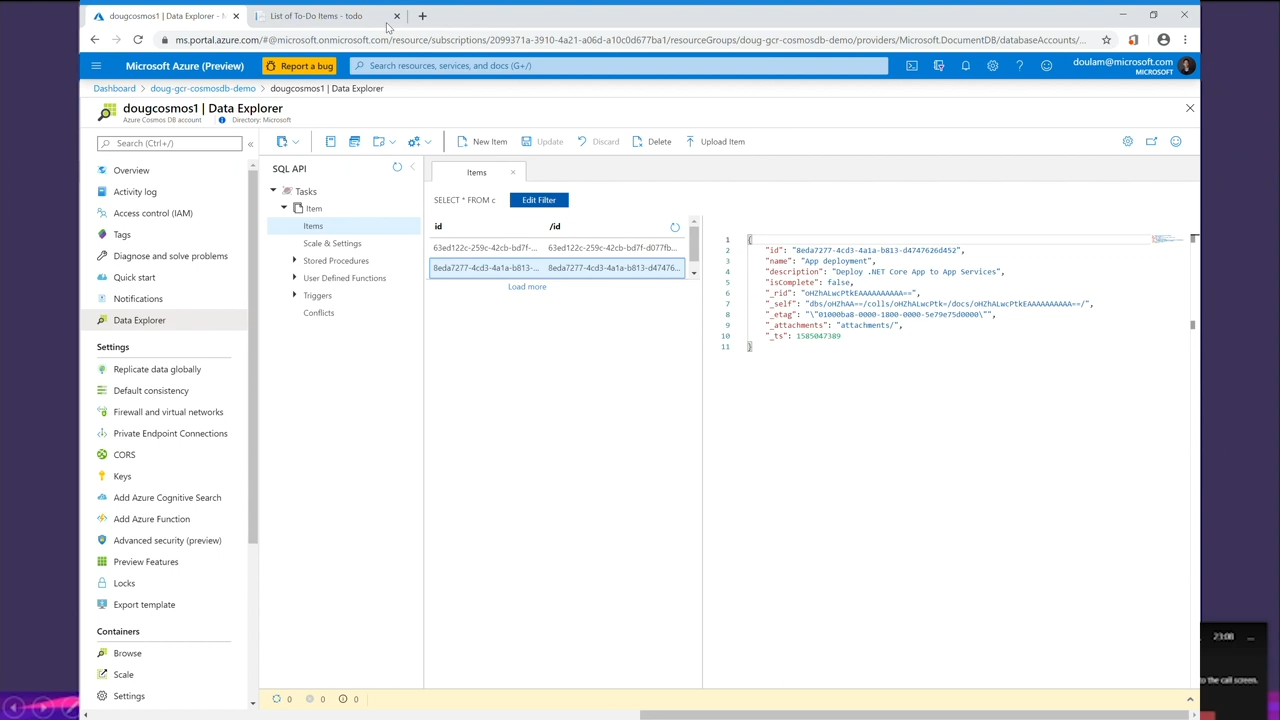 dougcosmos1 | Data Explorer - M
List of To-Do Items - todo
ms.portal.azure.com/#@microsoft.onmicrosoft.com/resource/subscriptions/2099371a-3910-4a21-a06d-a10c0d677ba1/resourceGroups/doug-gcr-cosmosdb-demo/providers/Microsoft.DocumentDB/databaseAccounts/...
Microsoft Azure (Preview)
Report a bug
Search resources, services, and docs (G+/)
doulam@microsoft.com
MICROSOFT
Dashboard > doug-gcr-cosmosdb-demo > dougcosmos1 | Data Explorer
dougcosmos1 | Data Explorer
Azure Cosmos DB account
Directory: Microsoft
Search (Ctrl+/)
New Item
Update
Discard
Delete
Upload Item
Overview
Activity log
Access control (IAM)
Tags
Diagnose and solve problems
Quick start
Notifications
Data Explorer
Settings
Replicate data globally
Default consistency
Firewall and virtual networks
Private Endpoint Connections
CORS
Keys
Add Azure Cognitive Search
Add Azure Function
Advanced security (preview)
Preview Features
Locks
Export template
Containers
Browse
Scale
Settings
SQL API
Tasks
Item
Items
Scale & Settings
Stored Procedures
User Defined Functions
Triggers
Conflicts
Items
SELECT * FROM c
Edit Filter
id
/id
63ed122c-259c-42cb-bd7f-...
63ed122c-259c-42cb-bd7f-d077fb...
8eda7277-4cd3-4a1a-b813-...
8eda7277-4cd3-4a1a-b813-d47476...
Load more
1 {
2 "id": "8eda7277-4cd3-4a1a-b813-d4747626d452",
3 "name": "App deployment",
4 "description": "Deploy .NET Core App to App Services",
5 "isComplete": false,
6 "_rid": "oHZhALwcPtkEAAAAAAAAAA==",
7 "_self": "dbs/oHZhAA==/colls/oHZhALwcPtk=/docs/oHZhALwcPtkEAAAAAAAAAA==/",
8 "_etag": "\"01000ba8-0000-1800-0000-5e79e75d0000\"",
9 "_attachments": "attachments/",
10 "_ts": 1585047389
11 }
0
0
0
23:08
to the call screen.